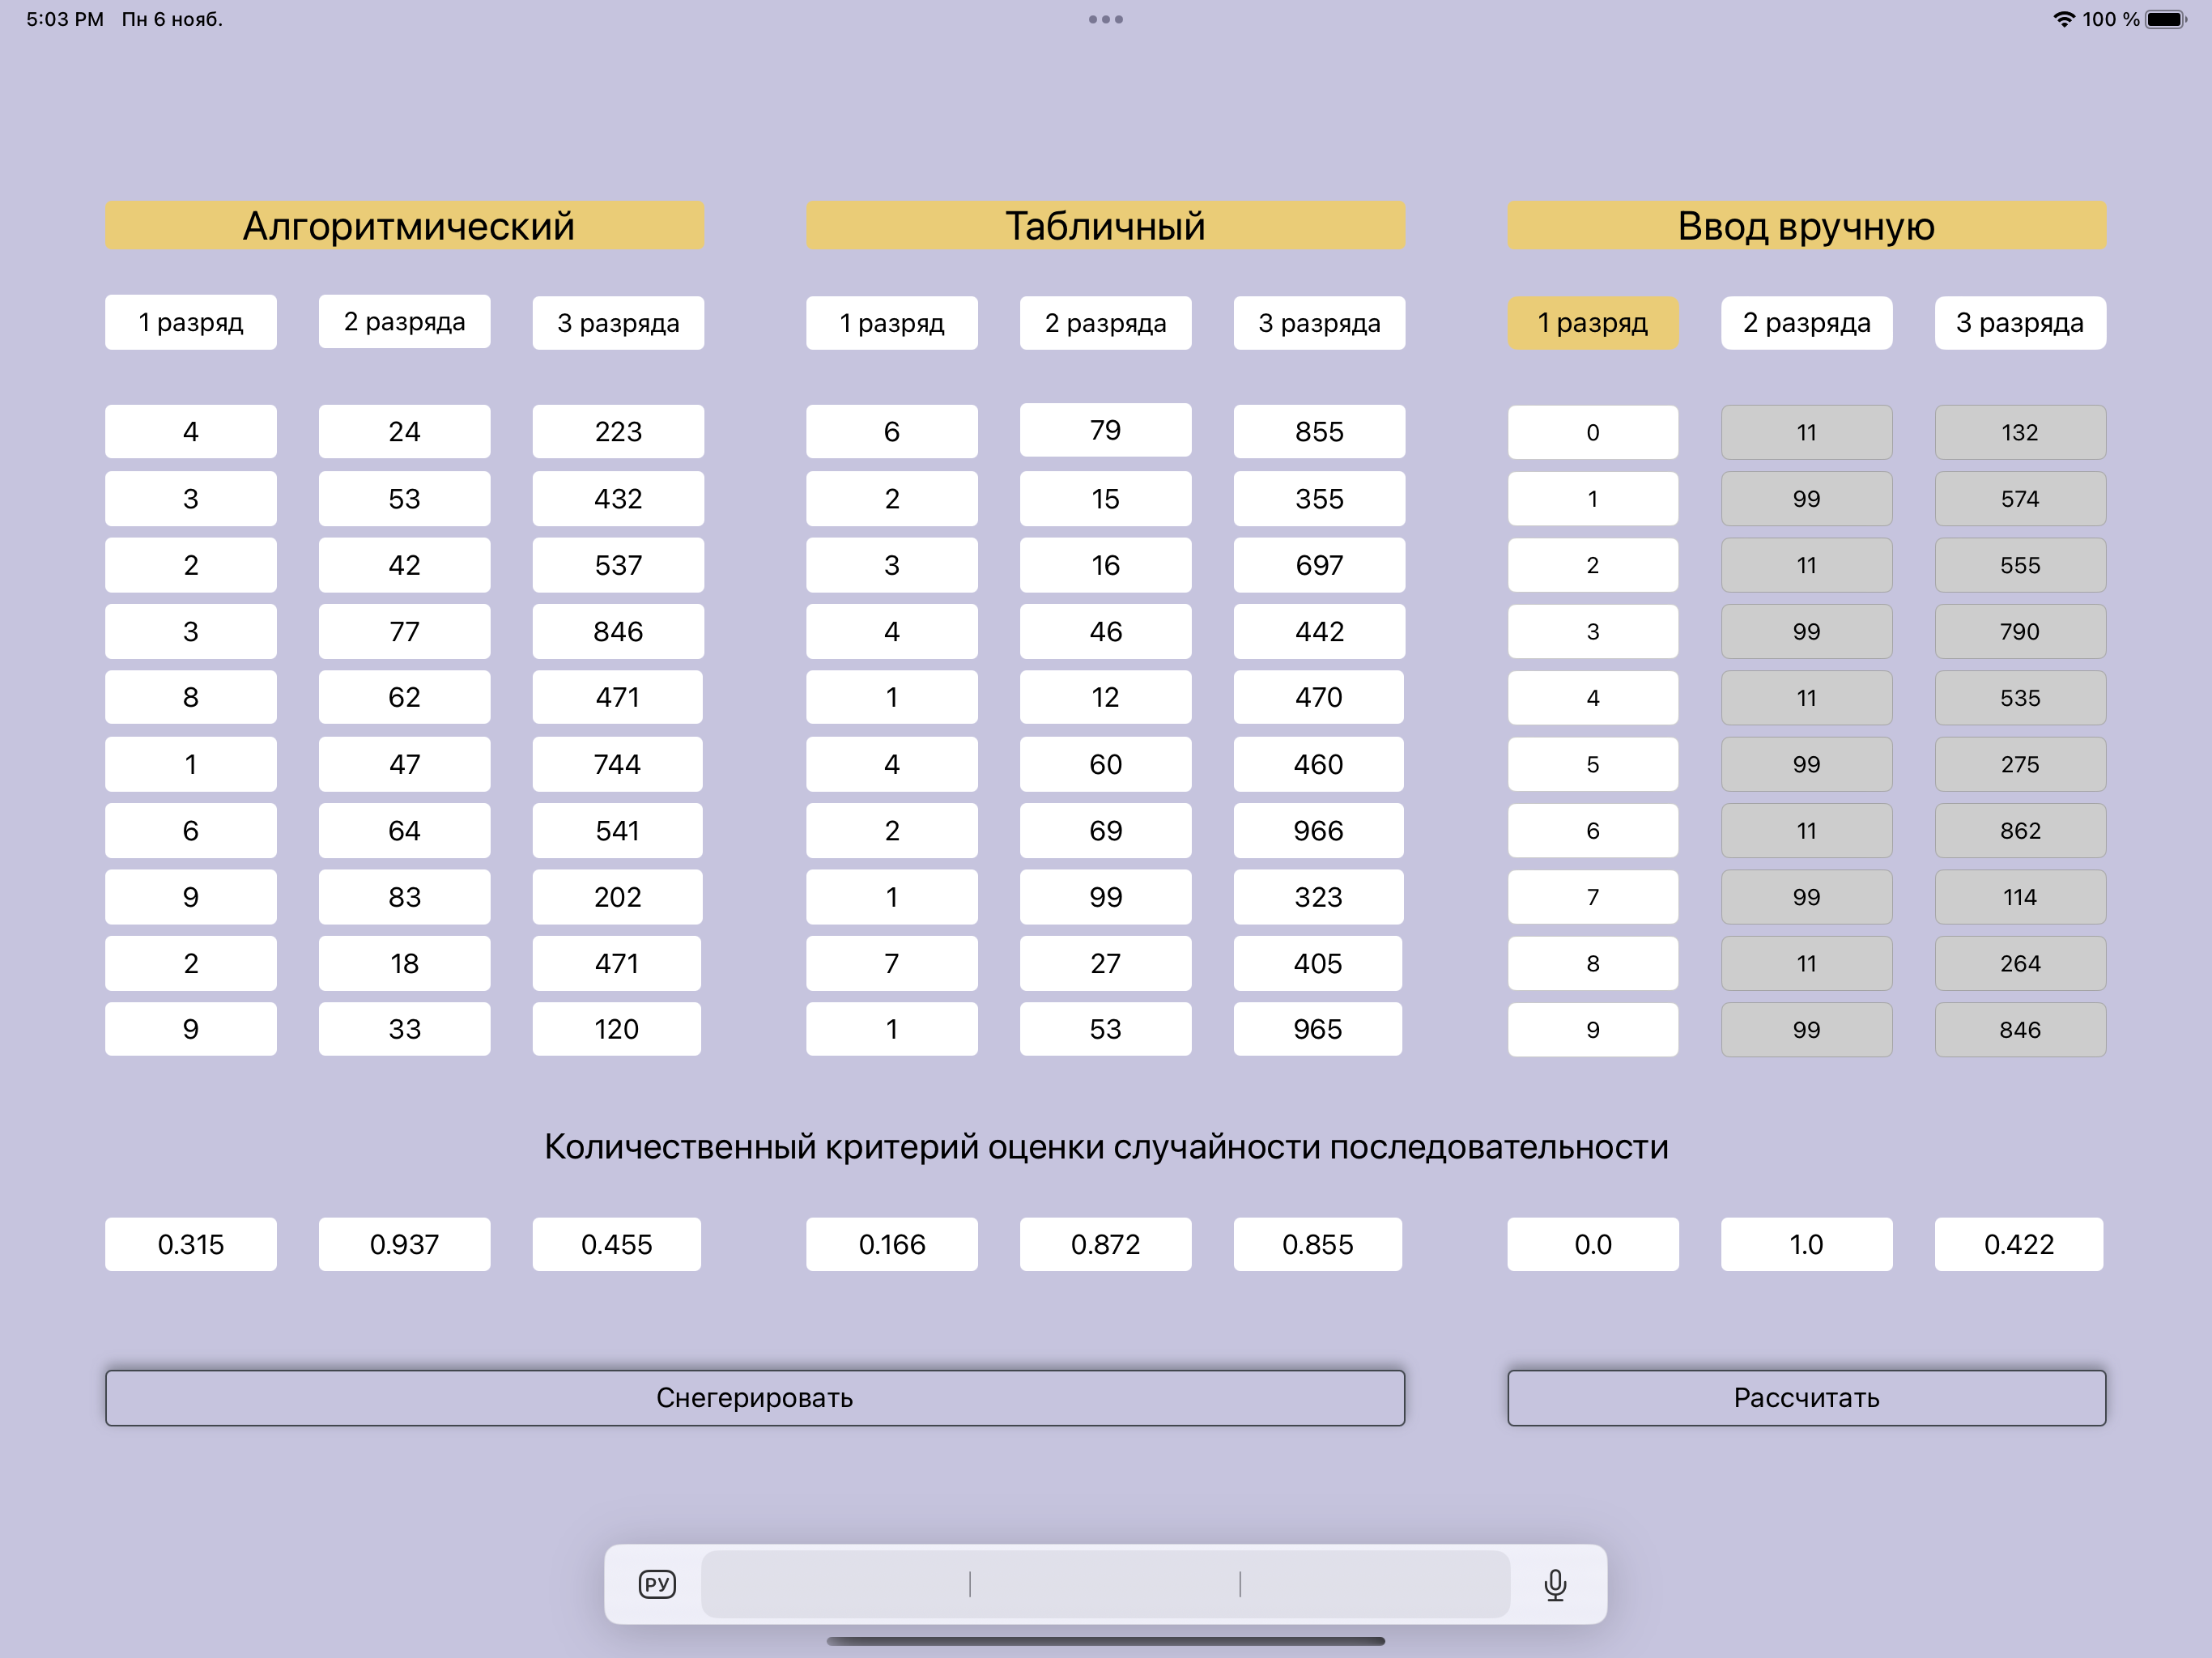 5:03 PM Пн 6 нояб. 100 %
Алгоритмический Табличный Ввод вручную
1 разряд 2 разряда 3 разряда 1 разряд 2 разряда 3 разряда 1 разряд 2 разряда 3 разряда
4 24 223 6 79 855 0 11 132
3 53 432 2 15 355 1 99 574
2 42 537 3 16 697 2 11 555
3 77 846 4 46 442 3 99 790
8 62 471 1 12 470 4 11 535
1 47 744 4 60 460 5 99 275
6 64 541 2 69 966 6 11 862
9 83 202 1 99 323 7 99 114
2 18 471 7 27 405 8 11 264
9 33 120 1 53 965 9 99 846
Количественный критерий оценки случайности последовательности
0.315 0.937 0.455 0.166 0.872 0.855 0.0 1.0 0.422
Снегерировать Рассчитать
РУ